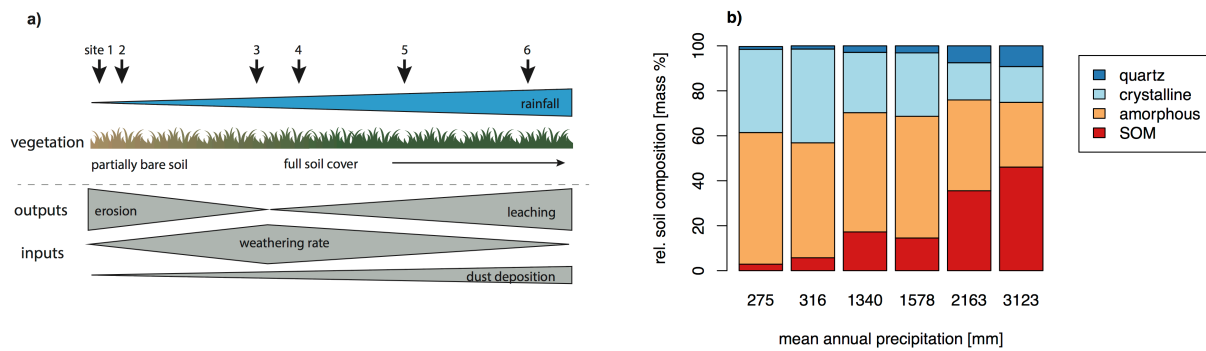 a)
site 1 2 3 4 5 6
rainfall
vegetation
partially bare soil full soil cover
outputs erosion leaching
inputs weathering rate
dust deposition
b)
rel. soil composition [mass %]
100
80
60
40
20
0
275 316 1340 1578 2163 3123
mean annual precipitation [mm]
quartz
crystalline
amorphous
SOM